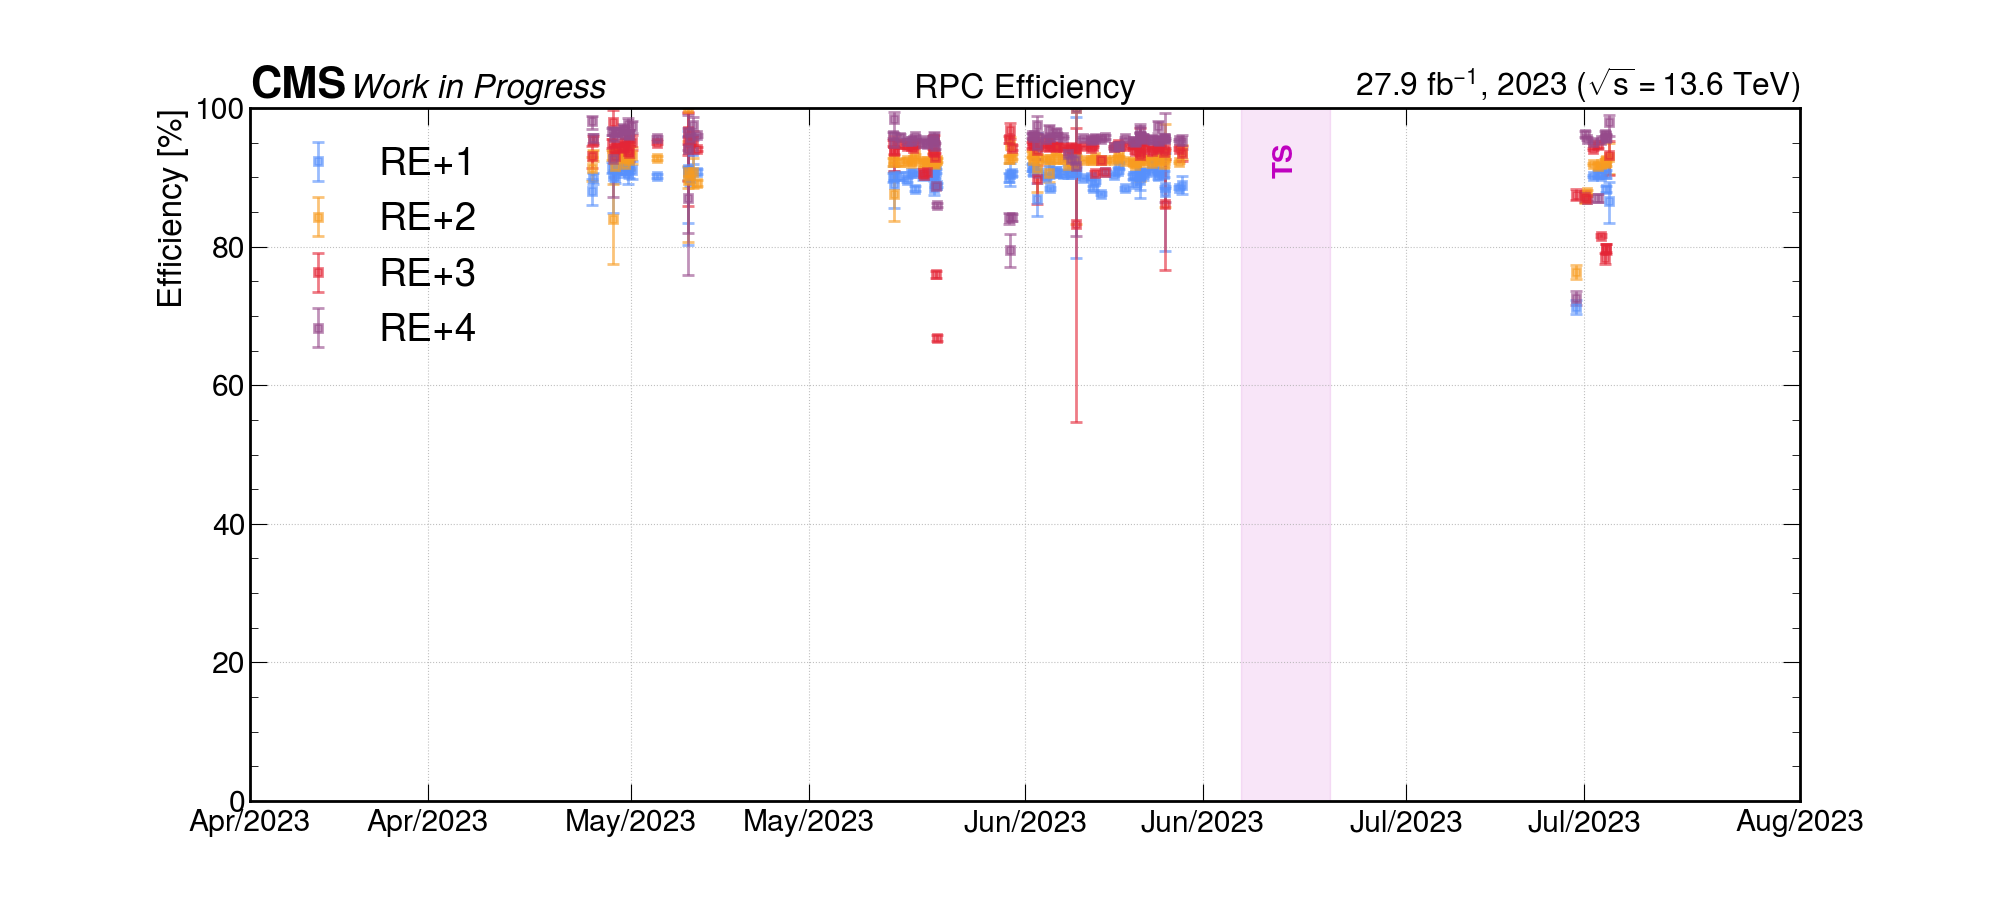 CMS Work in Progress RPC Efficiency 27.9 fb⁻¹, 2023 (√s = 13.6 TeV)
Efficiency [%]
100
80
60
40
20
0
RE+1
RE+2
RE+3
RE+4
TS
Apr/2023 Apr/2023 May/2023 May/2023 Jun/2023 Jun/2023 Jul/2023 Jul/2023 Aug/2023